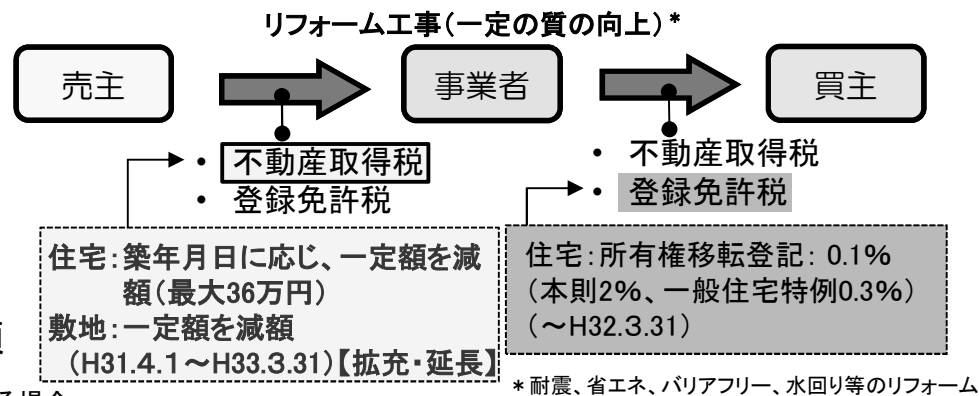 リフォーム工事(一定の質の向上)*
売主
事業者
買主
・ 不動産取得税
・ 登録免許税
・ 不動産取得税
・ 登録免許税
住宅:築年月日に応じ、一定額を減
額(最大36万円)
敷地:一定額を減額
(H31.4.1～H33.3.31)【拡充・延長】
住宅:所有権移転登記: 0.1%
(本則2%、一般住宅特例0.3%)
(～H32.3.31)
*耐震、省エネ、バリアフリー、水回り等のリフォーム